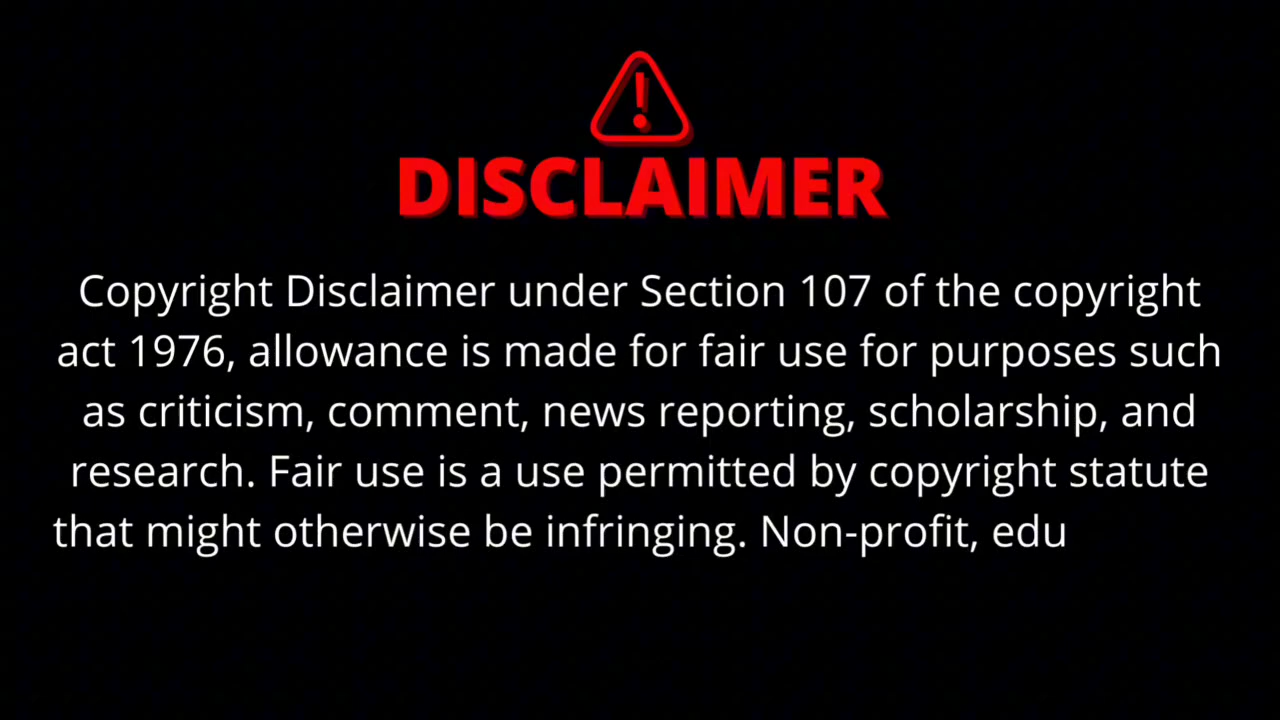 DISCLAIMER
Copyright Disclaimer under Section 107 of the copyright
act 1976, allowance is made for fair use for purposes such
as criticism, comment, news reporting, scholarship, and
research. Fair use is a use permitted by copyright statute
that might otherwise be infringing. Non-profit, edu